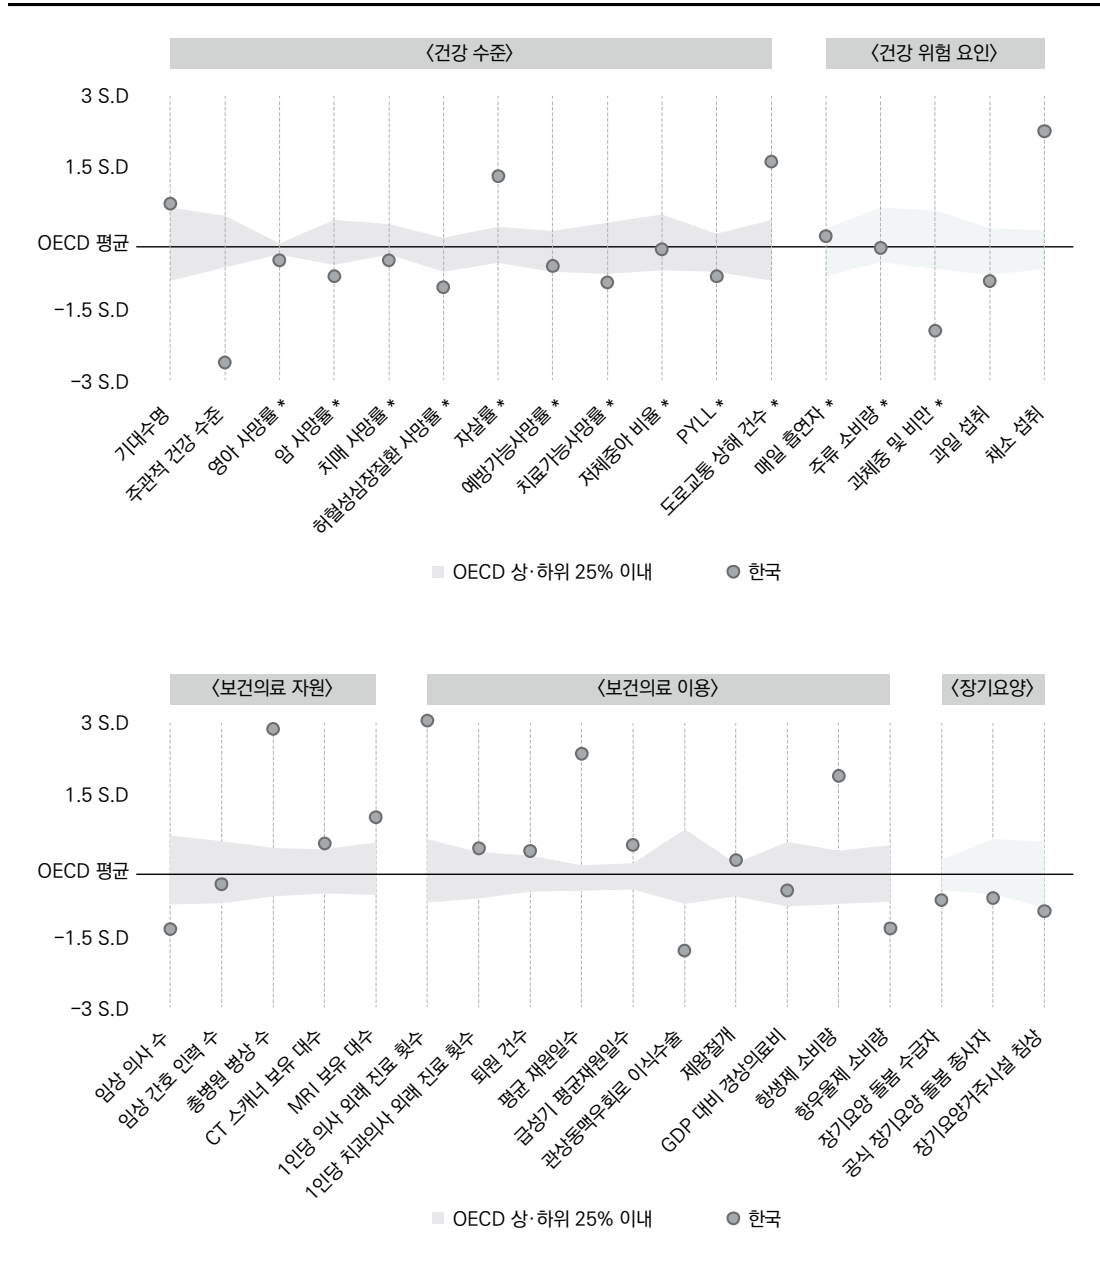 〈건강 수준〉
〈건강 위험 요인〉
3 S.D
1.5 S.D
OECD 평균
−1.5 S.D
−3 S.D
기대수명
주관적 건강 수준
영아 사망률 *
암 사망률 *
치매 사망률 *
허혈성심장질환 사망률 *
자살률 *
예방가능사망률 *
치료가능사망률 *
저체중아 비율 *
PYLL *
도로교통 상해 건수 *
매일 흡연자 *
주류 소비량 *
과체중 및 비만 *
과일 섭취
채소 섭취
OECD 상·하위 25% 이내
한국
〈보건의료 자원〉
〈보건의료 이용〉
〈장기요양〉
3 S.D
1.5 S.D
OECD 평균
−1.5 S.D
−3 S.D
임상 의사 수
임상 간호 인력 수
총병원 병상 수
CT 스캐너 보유 대수
MRI 보유 대수
1인당 의사 외래 진료 횟수
1인당 치과의사 외래 진료 횟수
퇴원 건수
평균 재원일수
급성기 평균재원일수
관상동맥우회로 이식수술
제왕절개
GDP 대비 경상의료비
항생제 소비량
항우울제 소비량
장기요양 돌봄 수급자
공식 장기요양 돌봄 종사자
장기요양거주시설 침상
OECD 상·하위 25% 이내
한국